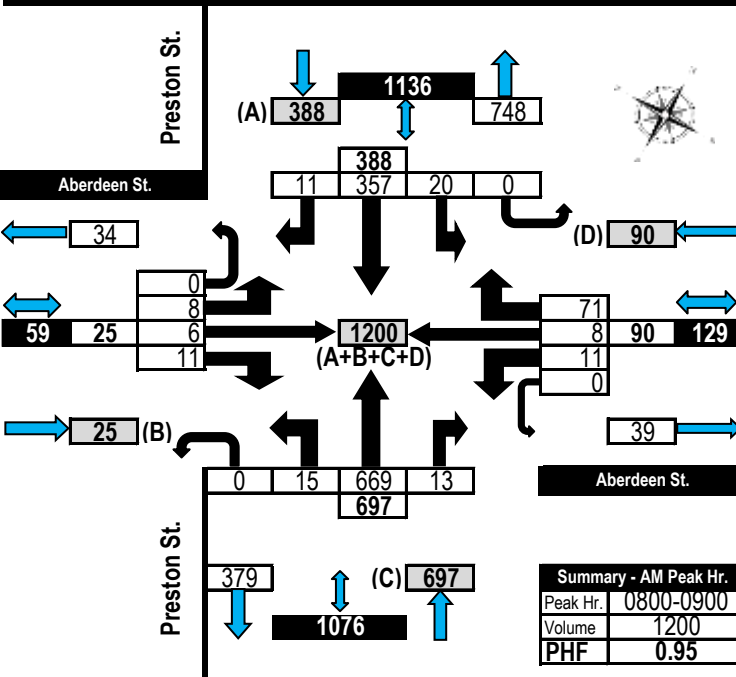 Preston St.
1136
(A) 388 748
388
11 357 20 0
Aberdeen St.
34
(D) 90
0
8
59 25 6
11
1200
(A+B+C+D)
71
8 90 129
11
0
25 (B)
39
0 15 669 13
697
Aberdeen St.
Preston St.
379
(C) 697
1076
Summary - AM Peak Hr.
Peak Hr. 0800-0900
Volume 1200
PHF 0.95